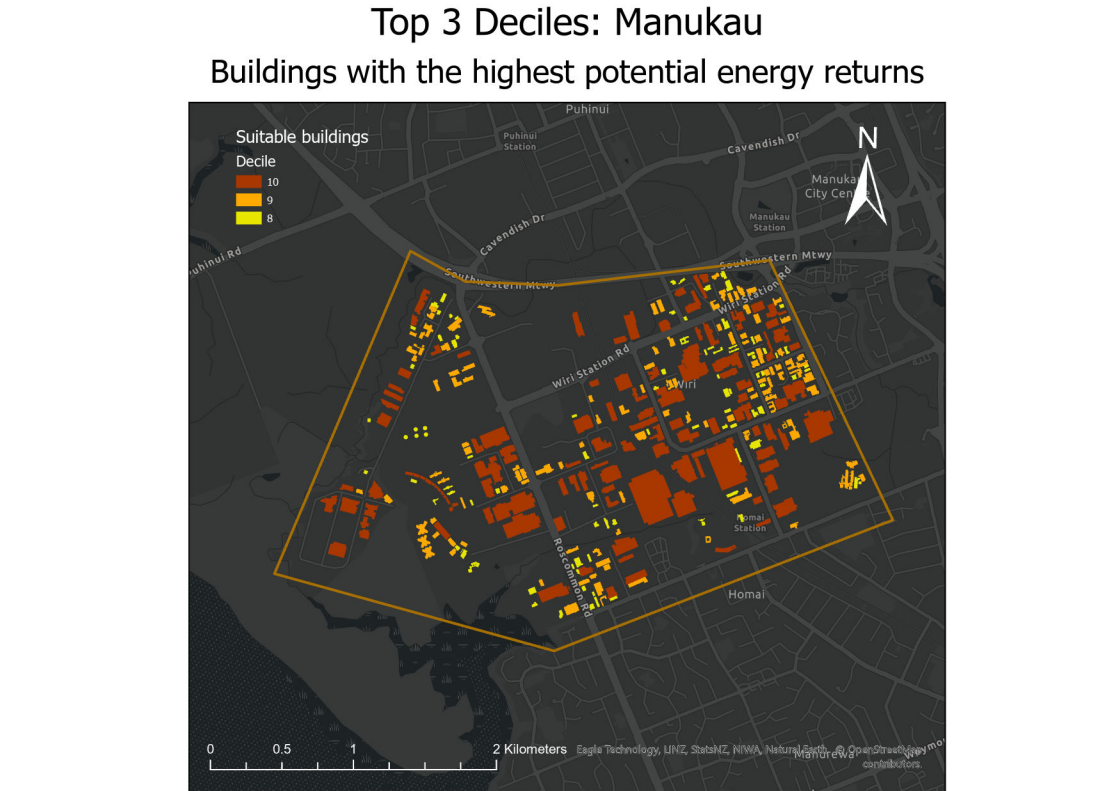 Top 3 Deciles: Manukau
Buildings with the highest potential energy returns
Puhinui
Suitable buildings
Decile
10
9
8
Puhinui
Station
Cavendish Dr
N
Manukau
City Cen
Manukau
Station
Cavendish Dr
uhinui Rd
Southwestern Mtwy
Southwestern Mtwy
Wiri Station Rd
Wiri Station Rd
Wiri
Homai
Station
Roscommon Rd
Homai
0 0.5 1 2 Kilometers
Eagle Technology, LINZ, StatsNZ, NIWA, Natural Earth, © OpenStreetMap
contributors.
Manurewa